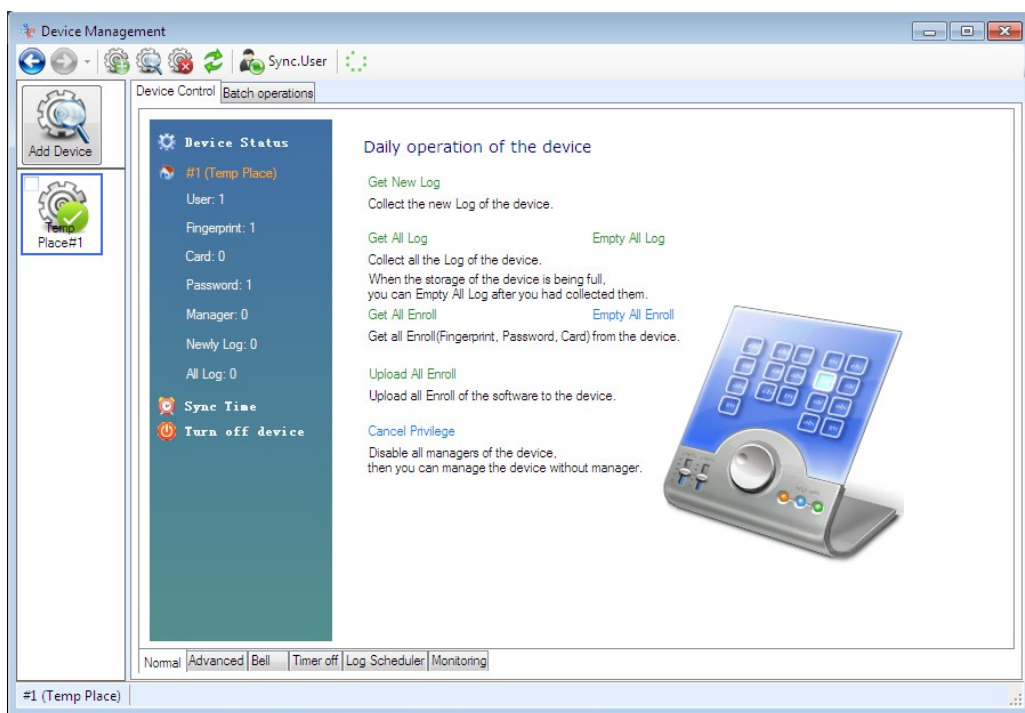 Device Management
Sync.User
Add Device
Temp
Place#1
Device Control
Batch operations
Device Status
#1 (Temp Place)
User: 1
Fingerprint: 1
Card: 0
Password: 1
Manager: 0
Newly Log: 0
All Log: 0
Sync Time
Turn off device
Daily operation of the device
Get New Log
Collect the new Log of the device.
Get All Log
Empty All Log
Collect all the Log of the device.
When the storage of the device is being full,
you can Empty All Log after you had collected them.
Get All Enroll
Empty All Enroll
Get all Enroll(Fingerprint, Password, Card) from the device.
Upload All Enroll
Upload all Enroll of the software to the device.
Cancel Privilege
Disable all managers of the device,
then you can manage the device without manager.
Normal
Advanced
Bell
Timer off
Log Scheduler
Monitoring
#1 (Temp Place)